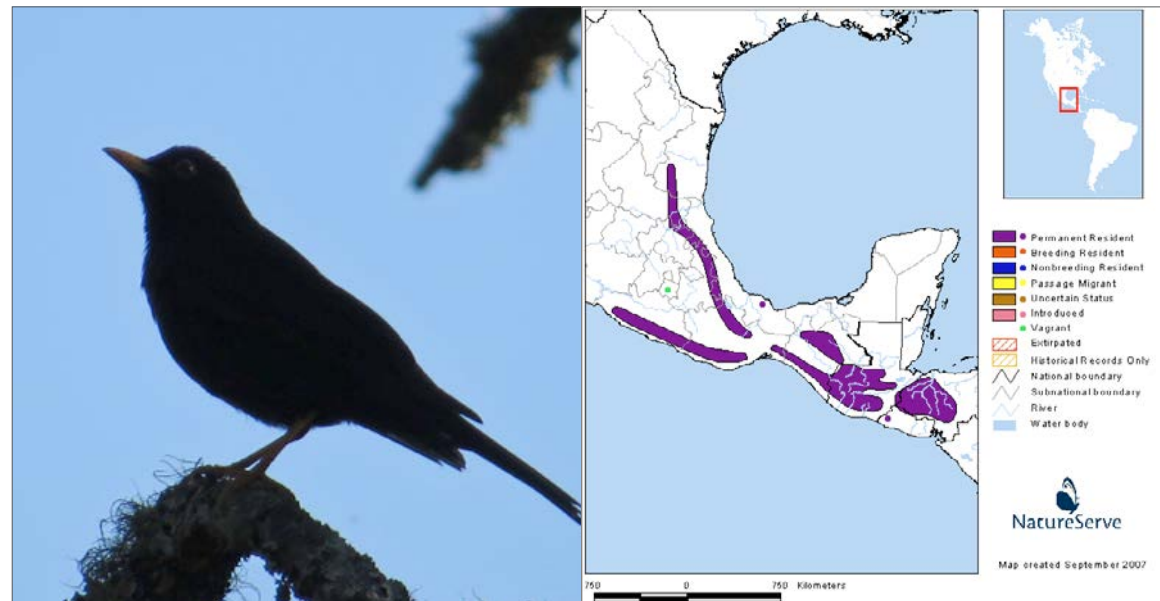 Permanent Resident
Breeding Resident
Nonbreeding Resident
Passage Migrant
Uncertain Status
Introduced
Vagrant
Extirpated
Historical Records Only
National boundary
Subnational boundary
River
Water body
NatureServe
Map created September 2007
750 0 750 Kilometers